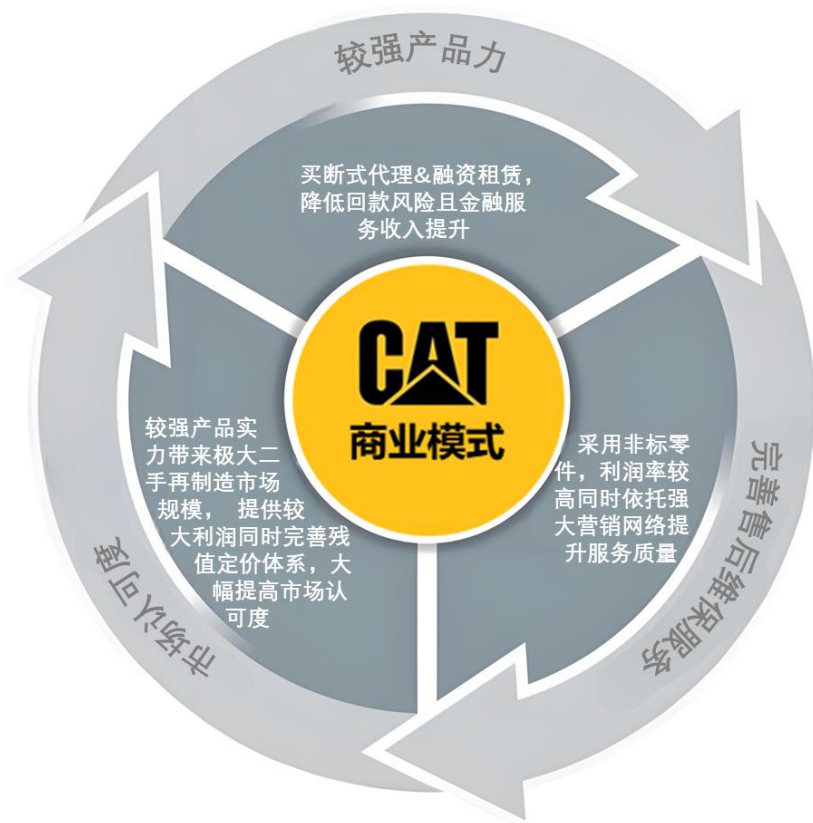 较强产品力
买断式代理&融资租赁，
降低回款风险且金融服
务收入提升
CAT
商业模式
采用非标零
件，利润率较
高同时依托强
大营销网络提
升服务质量
完善售后维保服务
较强产品实
力带来极大二
手再制造市场
规模， 提供较
大利润同时完善残
值定价体系，大
幅提高市场认
可度
市场认可度